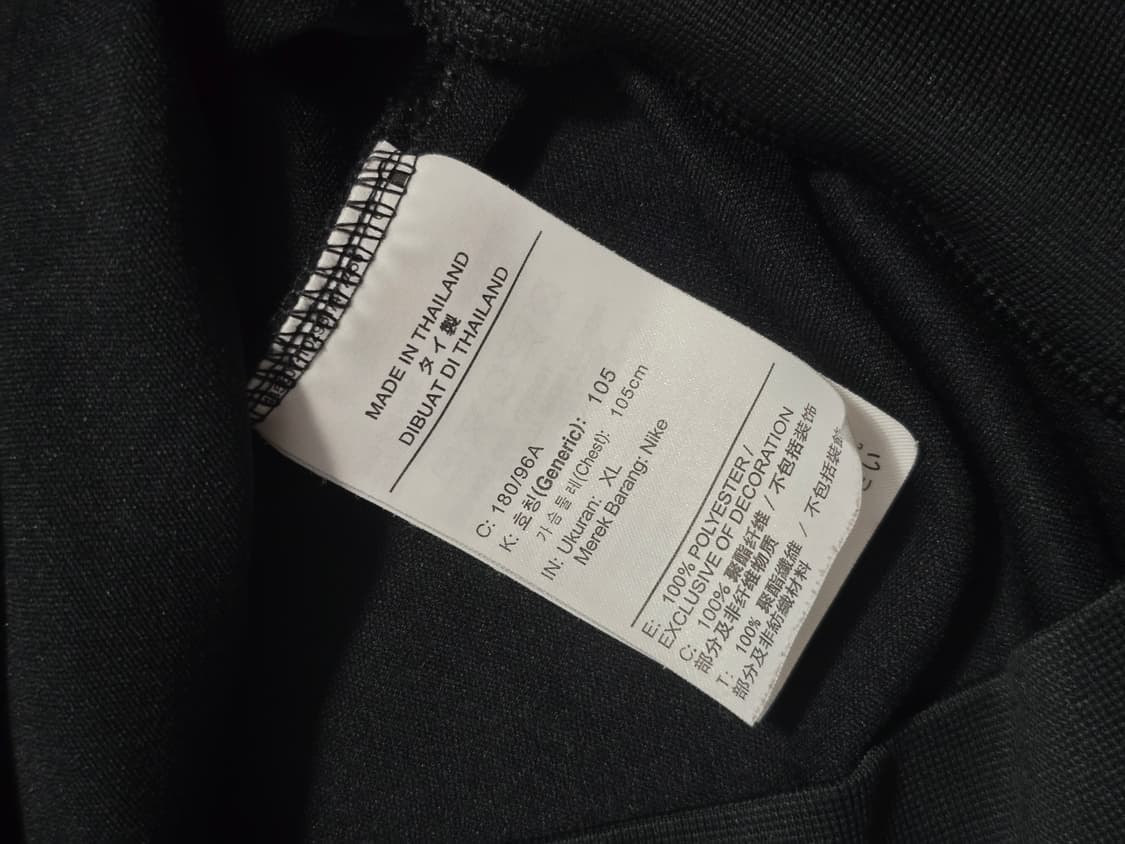 MADE IN THAILAND
タイ製
DIBUAT DI THAILAND
C: 180/96A
K: 호칭(Generic): 105
가슴둘레(Chest): 105cm
IN: Ukuran: XL
Merek Barang: Nike
E: 100% POLYESTER /
EXCLUSIVE OF DECORATION
C: 100% 聚酯纤维 / 不包括装饰
部分及非纤维物质
T: 100% 聚酯纖維 / 不包括裝飾
部分及非紡織材料
さい。